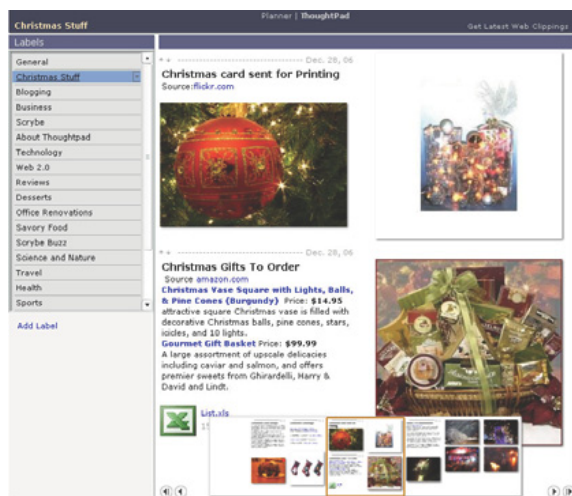 Planner | ThoughtPad
Christmas Stuff
Get Latest Web Clippings
Labels
General
Christmas Stuff
Blogging
Business
Scrybe
About Thoughtpad
Technology
Web 2.0
Reviews
Desserts
Office Renovations
Savory Food
Scrybe Buzz
Science and Nature
Travel
Health
Sports
Add Label
Dec. 28, 06
Christmas card sent for Printing
Source:flickr.com
Dec. 28, 06
Christmas Gifts To Order
Source amazon.com
Christmas Vase Square with Lights, Balls,
& Pine Cones {Burgundy} Price: $14.95
attractive square Christmas vase is filled with
decorative Christmas balls, pine cones, stars,
icicles, and 10 lights.
Gourmet Gift Basket Price: $99.99
A large assortment of upscale delicacies
including caviar and salmon, and offers
premier sweets from Ghirardelli, Harry &
David and Lindt.
List.xls